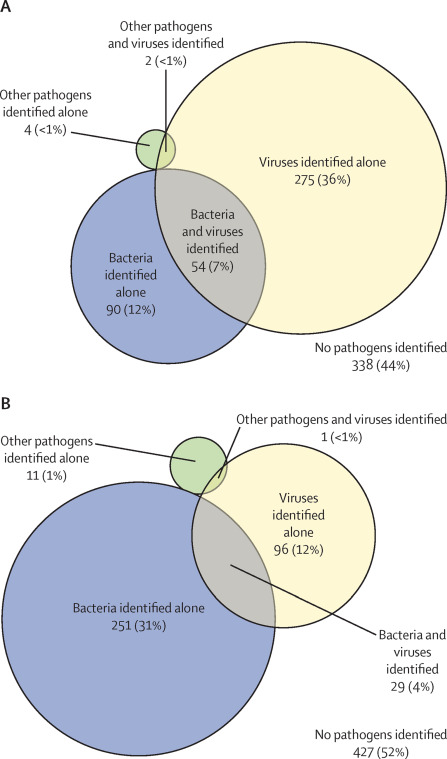 A
Other pathogens
and viruses identified
2 (<1%)
Other pathogens
identified alone
4 (<1%)
Viruses identified alone
275 (36%)
Bacteria
and viruses
identified
54 (7%)
Bacteria
identified
alone
90 (12%)
No pathogens identified
338 (44%)
B
Other pathogens and viruses identified
1 (<1%)
Other pathogens
identified alone
11 (1%)
Viruses
identified
alone
96 (12%)
Bacteria identified alone
251 (31%)
Bacteria and
viruses
identified
29 (4%)
No pathogens identified
427 (52%)